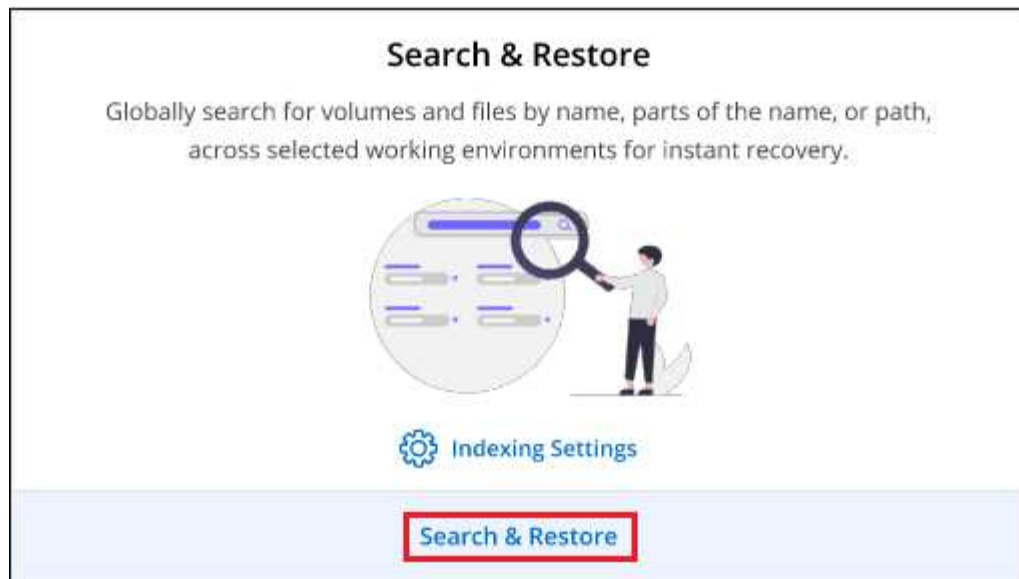 Search & Restore
Globally search for volumes and files by name, parts of the name, or path,
across selected working environments for instant recovery.
Indexing Settings
Search & Restore